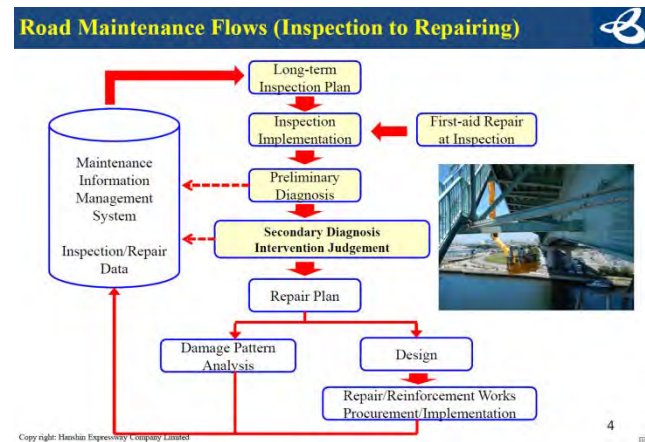 Road Maintenance Flows (Inspection to Repairing)
Long-term
Inspection Plan
Inspection
Implementation
First-aid Repair
at Inspection
Maintenance
Information
Management
System
Inspection/Repair
Data
Preliminary
Diagnosis
Secondary Diagnosis
Intervention Judgement
Repair Plan
Damage Pattern
Analysis
Design
Repair/Reinforcement Works
Procurement/Implementation
Copy right: Hanshin Expressway Company Limited
4